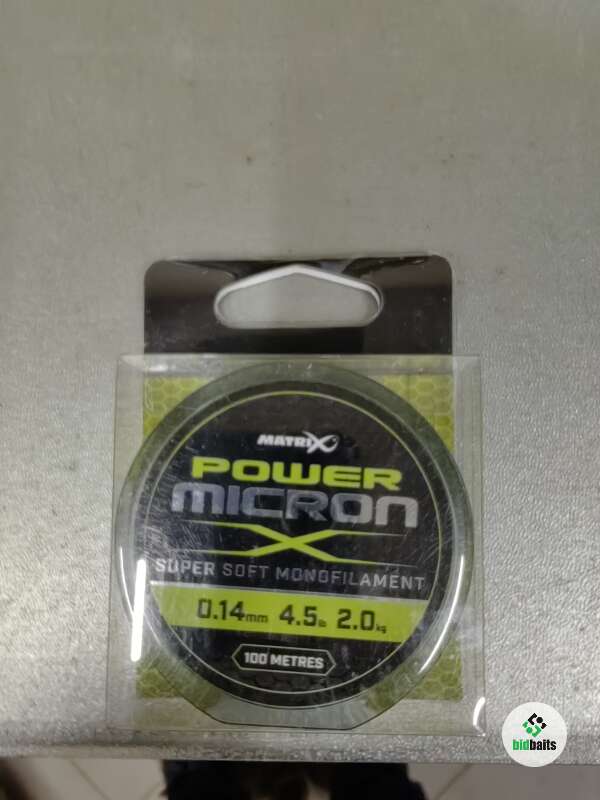 MATRIX
POWER
MICRON
X
SUPER SOFT MONOFILAMENT
0.14mm 4.5lb 2.0kg
100 METRES
bidbaits